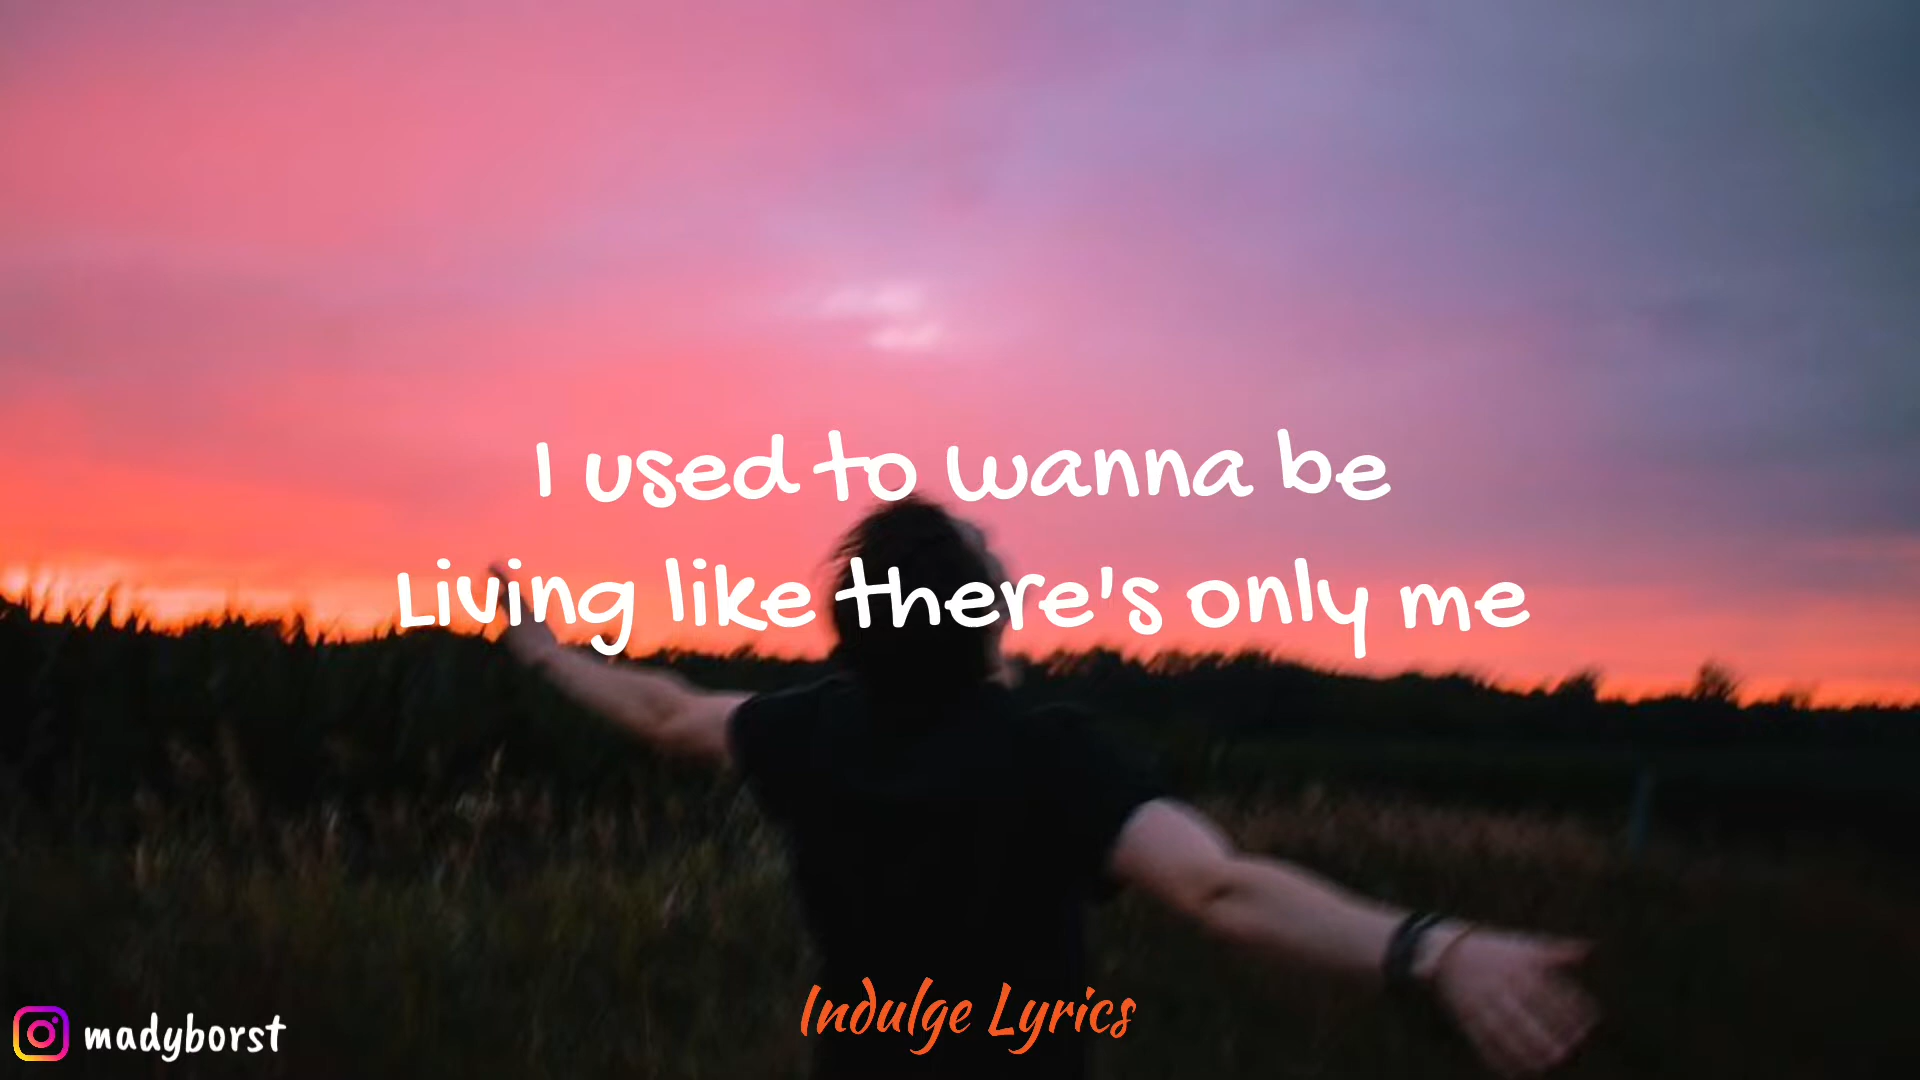 I used to wanna be
Living like there's only me
Indulge Lyrics
madyborst